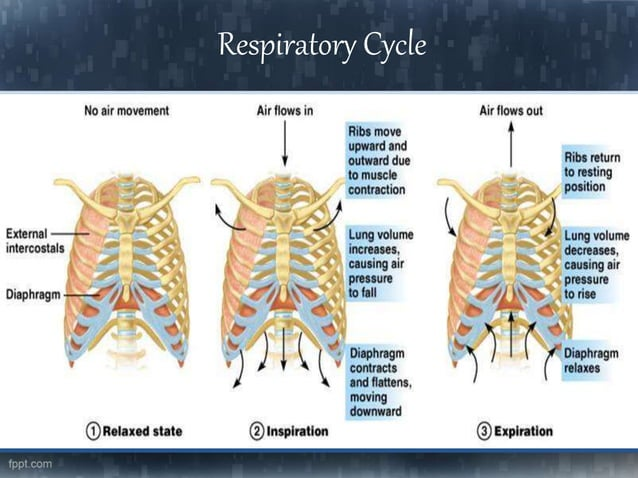 Respiratory Cycle
No air movement
External
intercostals
Diaphragm
① Relaxed state
Air flows in
Ribs move
upward and
outward due
to muscle
contraction
Lung volume
increases,
causing air
pressure
to fall
Diaphragm
contracts
and flattens,
moving
downward
② Inspiration
Air flows out
Ribs return
to resting
position
Lung volume
decreases,
causing air
pressure
to rise
Diaphragm
relaxes
③ Expiration
fppt.com